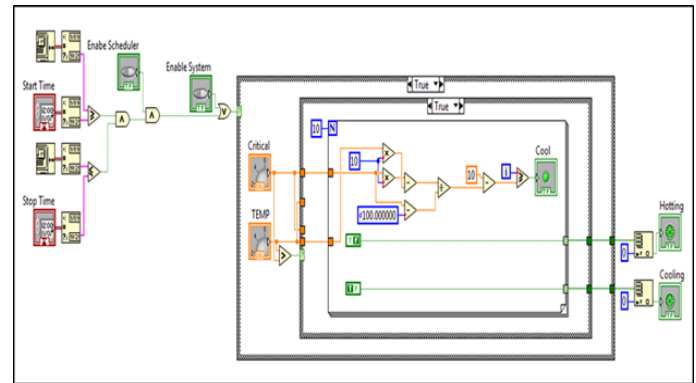 Enabe Scheduler
Enable System
Start Time
Stop Time
True
True
10 N
Critical
TEMP
10
100.000000
10
i
Cool
T F
T F
0
Hotting
0
Cooling